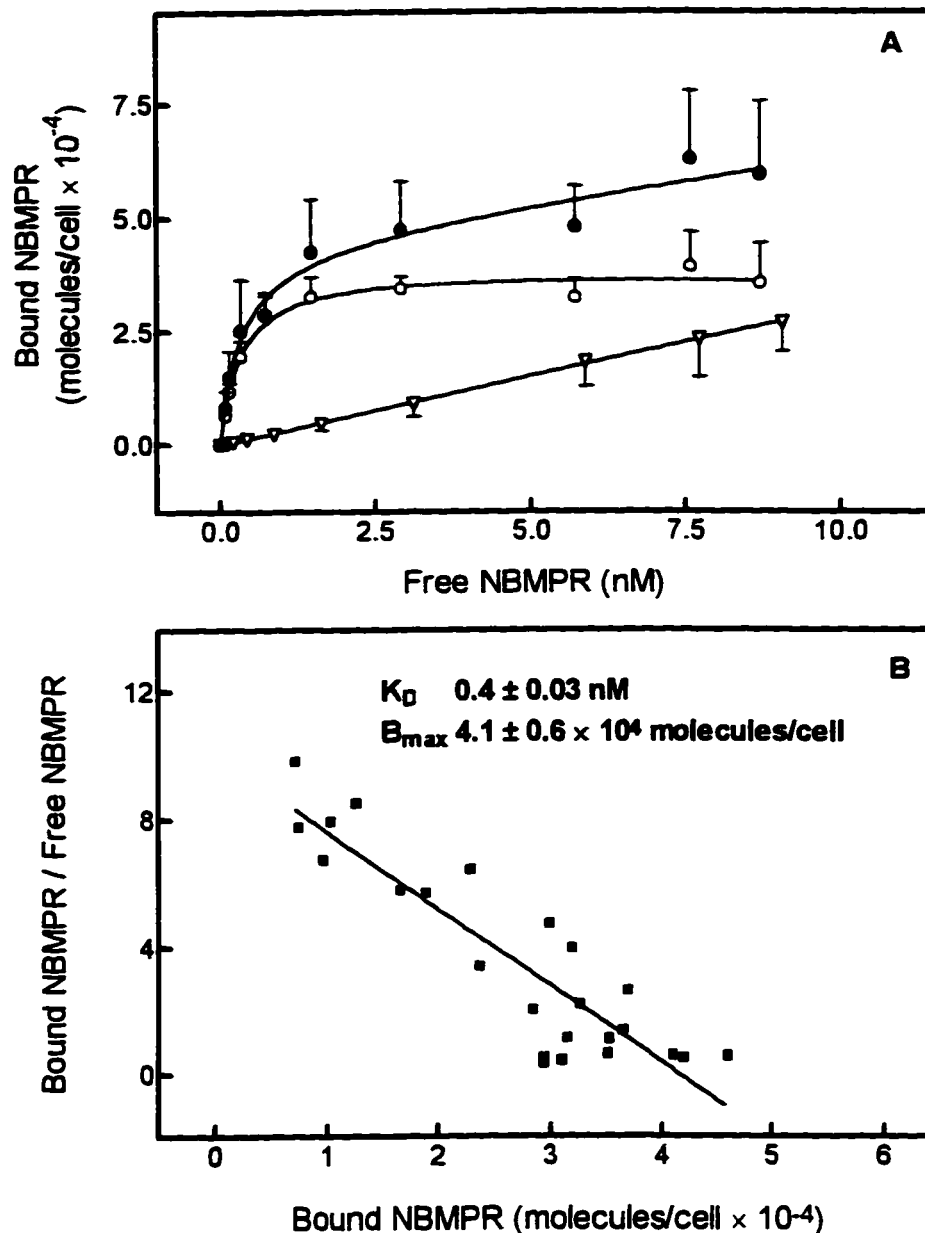 A
Bound NBMPR
(molecules/cell × 10⁻⁴)
7.5
5.0
2.5
0.0
0.0 2.5 5.0 7.5 10.0
Free NBMPR (nM)
B
K_D 0.4 ± 0.03 nM
B_max 4.1 ± 0.6 × 10⁴ molecules/cell
Bound NBMPR / Free NBMPR
12
8
4
0
0 1 2 3 4 5 6
Bound NBMPR (molecules/cell × 10⁻⁴)